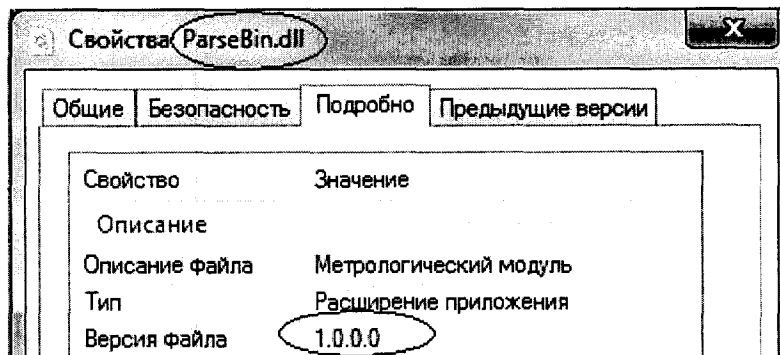 Свойства: ParseBin.dll
X
Общие Безопасность Подробно Предыдущие версии
Свойство Значение
Описание
Описание файла Метрологический модуль
Тип Расширение приложения
Версия файла 1.0.0.0